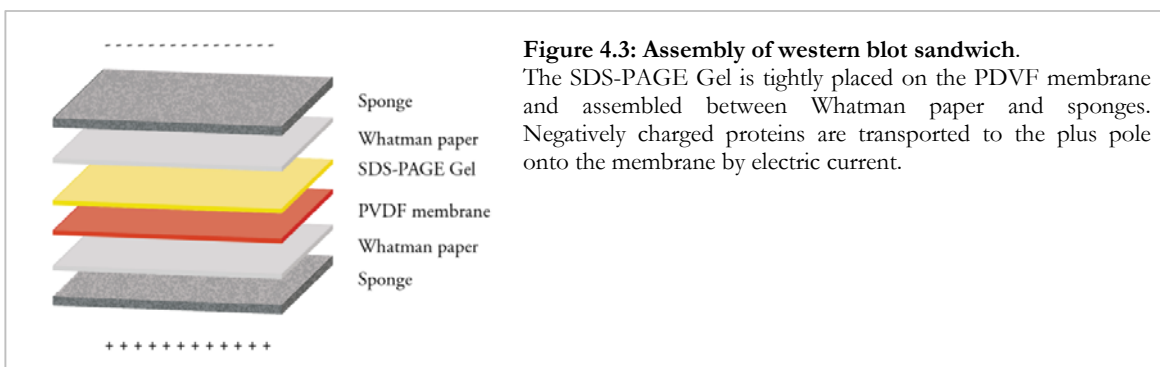 - - - - - - - - - - - - - - -
Sponge
Whatman paper
SDS-PAGE Gel
PVDF membrane
Whatman paper
Sponge
+ + + + + + + + + + + +
Figure 4.3: Assembly of western blot sandwich.
The SDS-PAGE Gel is tightly placed on the PDVF membrane
and assembled between Whatman paper and sponges.
Negatively charged proteins are transported to the plus pole
onto the membrane by electric current.